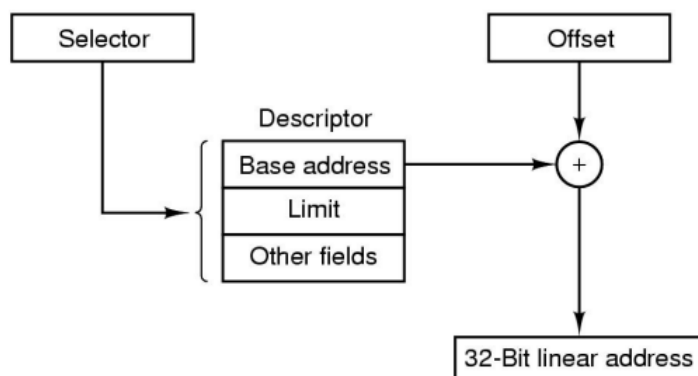 Selector
Offset
Descriptor
Base address
+
Limit
Other fields
32-Bit linear address